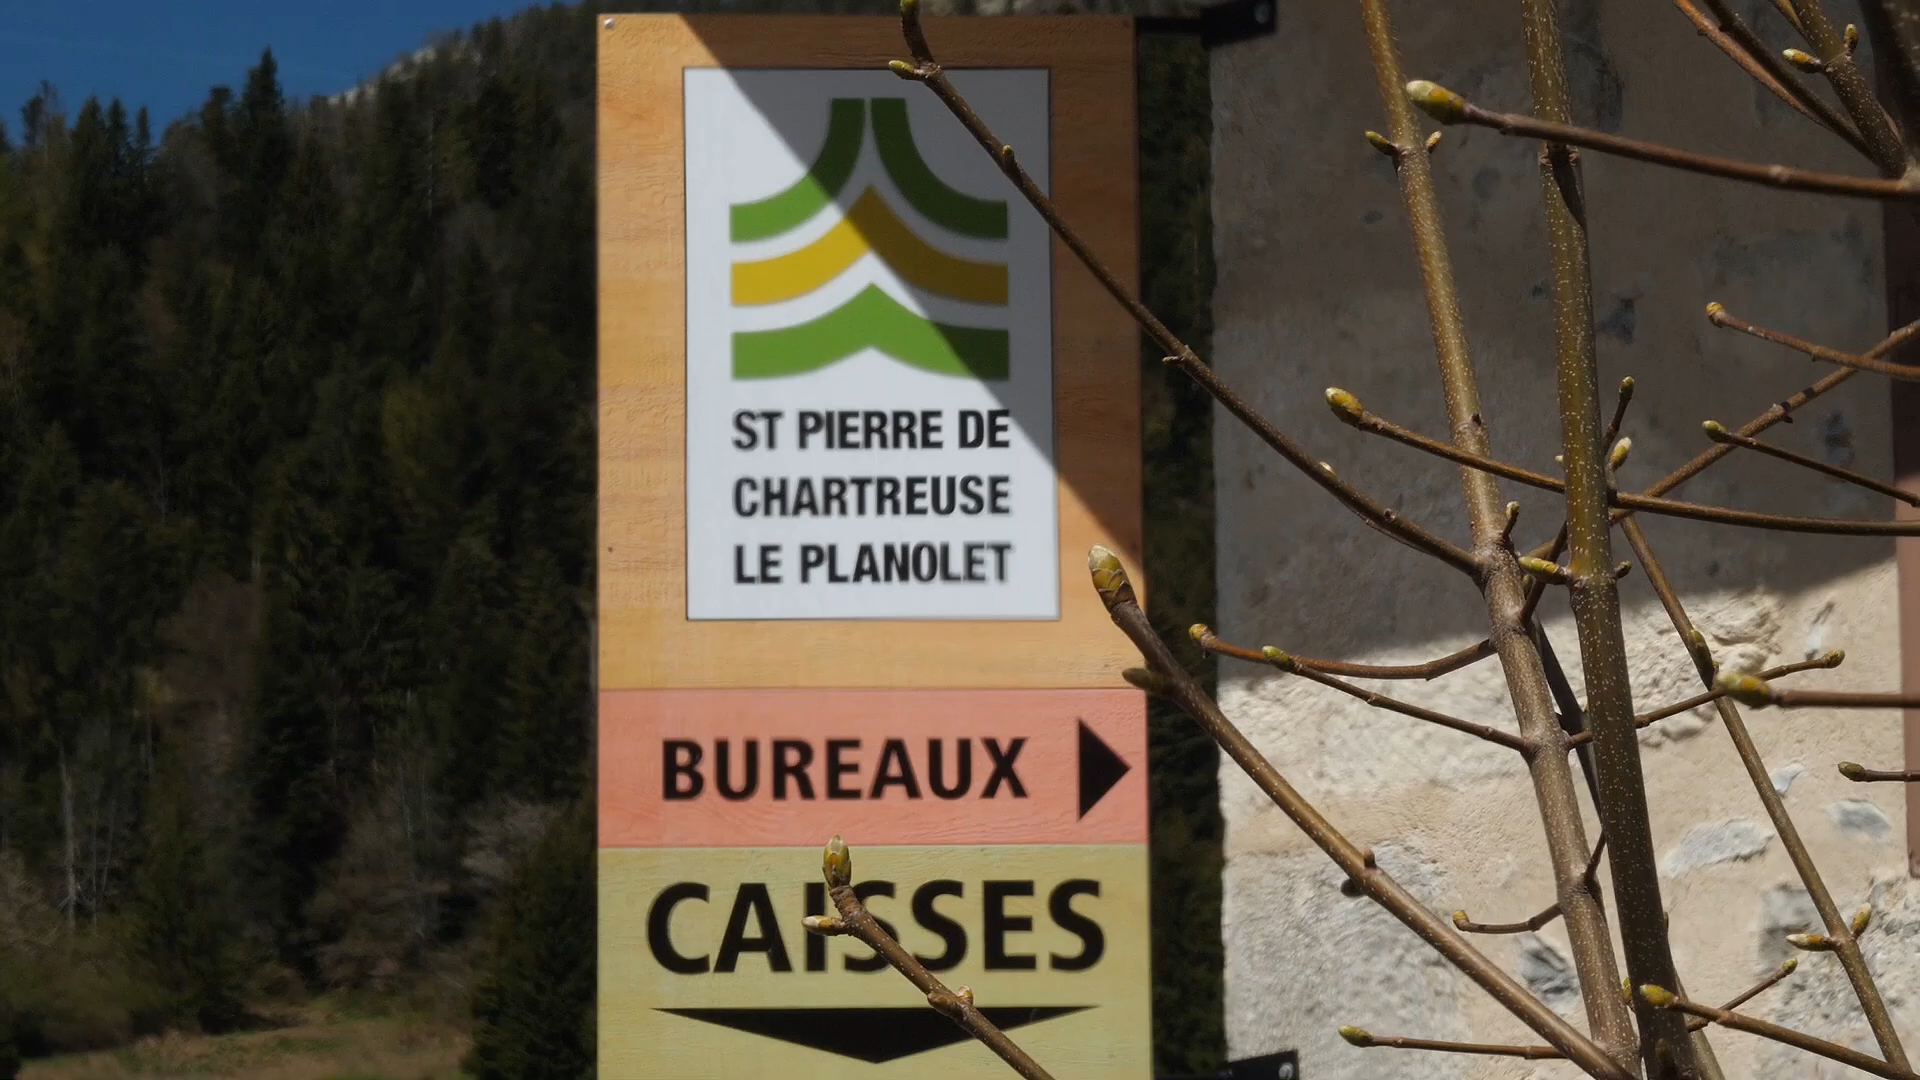 ST PIERRE DE
CHARTREUSE
LE PLANOLET
BUREAUX
CAISSES